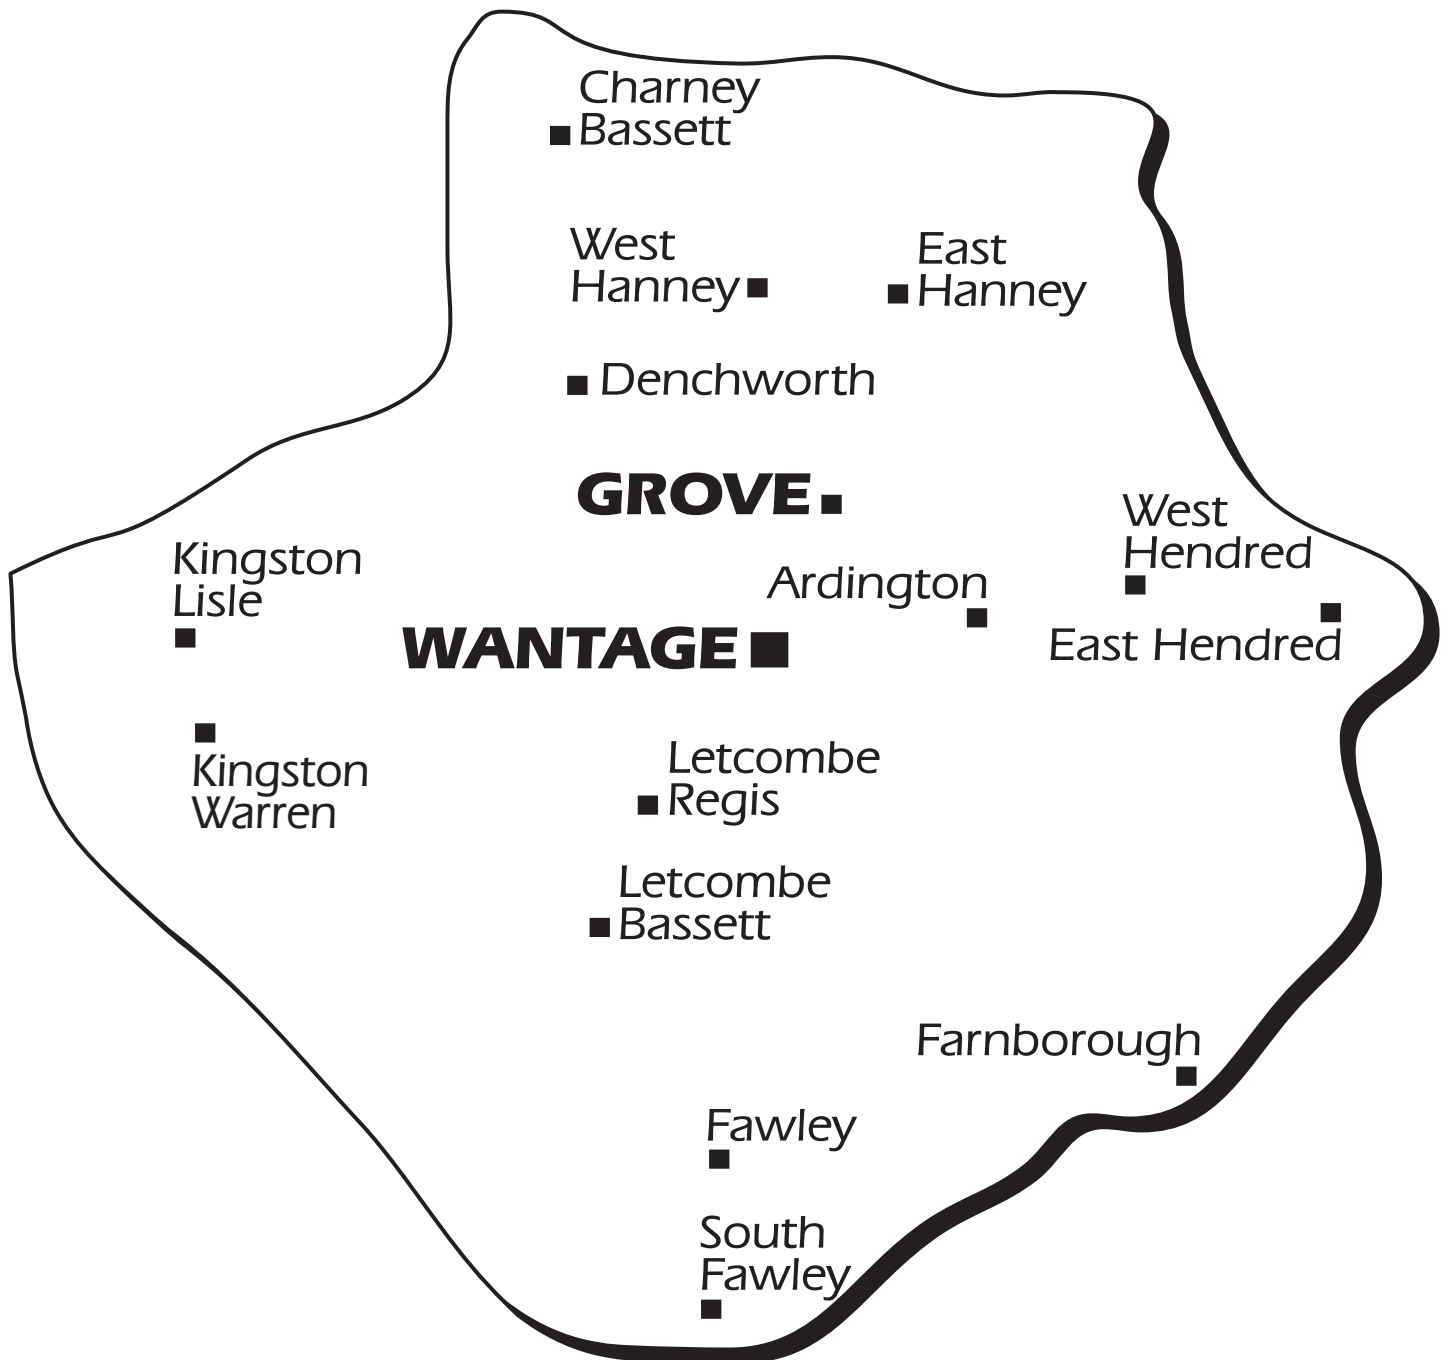 Charney
Bassett
West
Hanney
East
Hanney
Denchworth
GROVE
West
Hendred
Kingston
Lisle
Ardington
WANTAGE
East Hendred
Kingston
Warren
Letcombe
Regis
Letcombe
Bassett
Farnborough
Fawley
South
Fawley